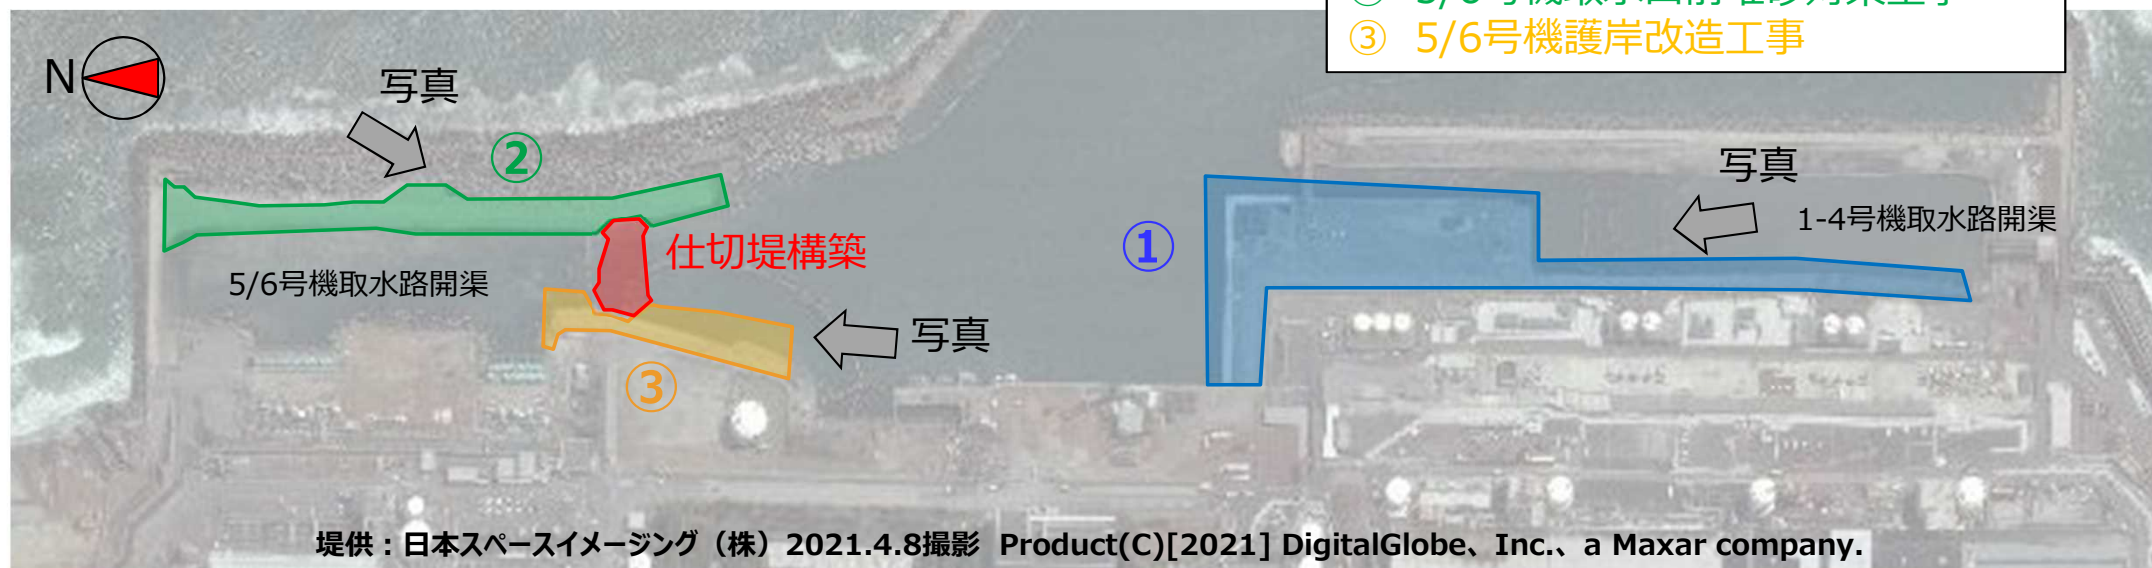 ③ 5/6号機護岸改造工事
N
写真
②
写真
①
1-4号機取水路開渠
仕切堤構築
5/6号機取水路開渠
写真
③
提供：日本スペースイメージング（株）2021.4.8撮影 Product(C)[2021] DigitalGlobe、Inc.、a Maxar company.